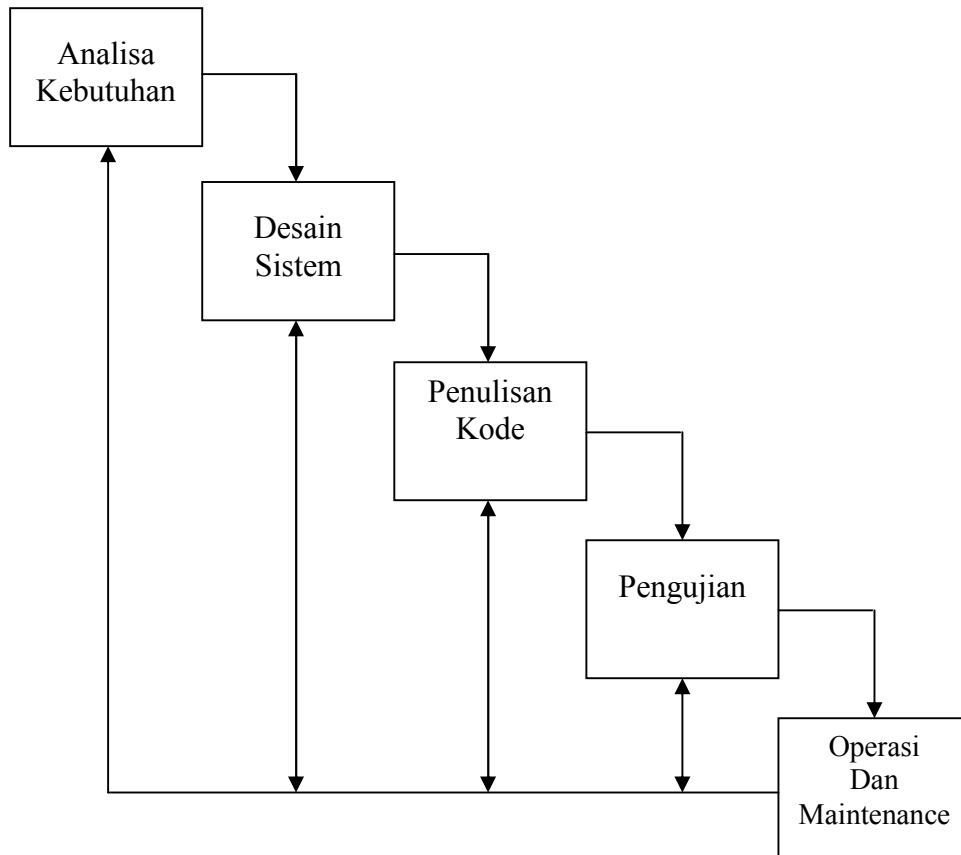 Analisa
Kebutuhan
Desain
Sistem
Penulisan
Kode
Pengujian
Operasi
Dan
Maintenance